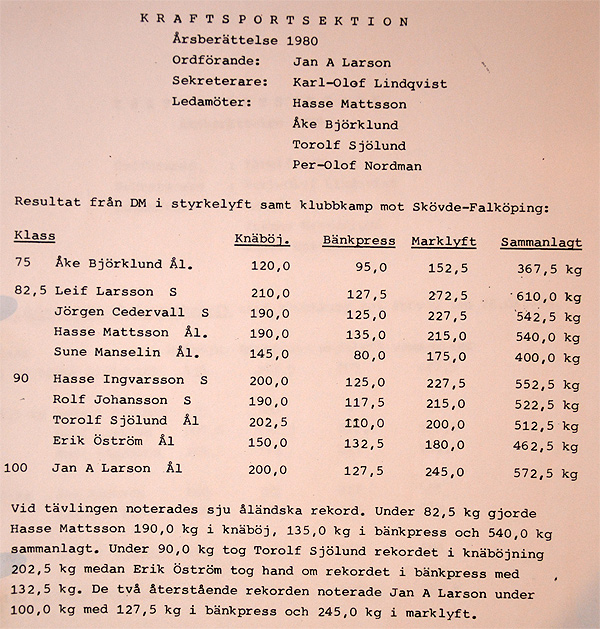 KRAFTSPORTSEKTION
Årsberättelse 1980
Ordförande: Jan A Larson
Sekreterare: Karl-Olof Lindqvist
Ledamöter: Hasse Mattsson
Åke Björklund
Torolf Sjölund
Per-Olof Nordman
Resultat från DM i styrkelyft samt klubbkamp mot Skövde-Falköping:
Klass Knäböj. Bänkpress Marklyft Sammanlagt
75 Åke Björklund Ål. 120,0 95,0 152,5 367,5 kg
82,5 Leif Larsson S 210,0 127,5 272,5 610,0 kg
Jörgen Cedervall S 190,0 125,0 227,5 542,5 kg
Hasse Mattsson Ål. 190,0 135,0 215,0 540,0 kg
Sune Manselin Ål. 145,0 80,0 175,0 400,0 kg
90 Hasse Ingvarsson S 200,0 125,0 227,5 552,5 kg
Rolf Johansson S 190,0 117,5 215,0 522,5 kg
Torolf Sjölund Ål 202,5 110,0 200,0 512,5 kg
Erik Öström Ål 150,0 132,5 180,0 462,5 kg
100 Jan A Larson Ål 200,0 127,5 245,0 572,5 kg
Vid tävlingen noterades sju åländska rekord. Under 82,5 kg gjorde
Hasse Mattsson 190,0 kg i knäböj, 135,0 kg i bänkpress och 540,0 kg
sammanlagt. Under 90,0 kg tog Torolf Sjölund rekordet i knäböjning
202,5 kg medan Erik Öström tog hand om rekordet i bänkpress med
132,5 kg. De två återstående rekorden noterade Jan A Larson under
100,0 kg med 127,5 kg i bänkpress och 245,0 kg i marklyft.